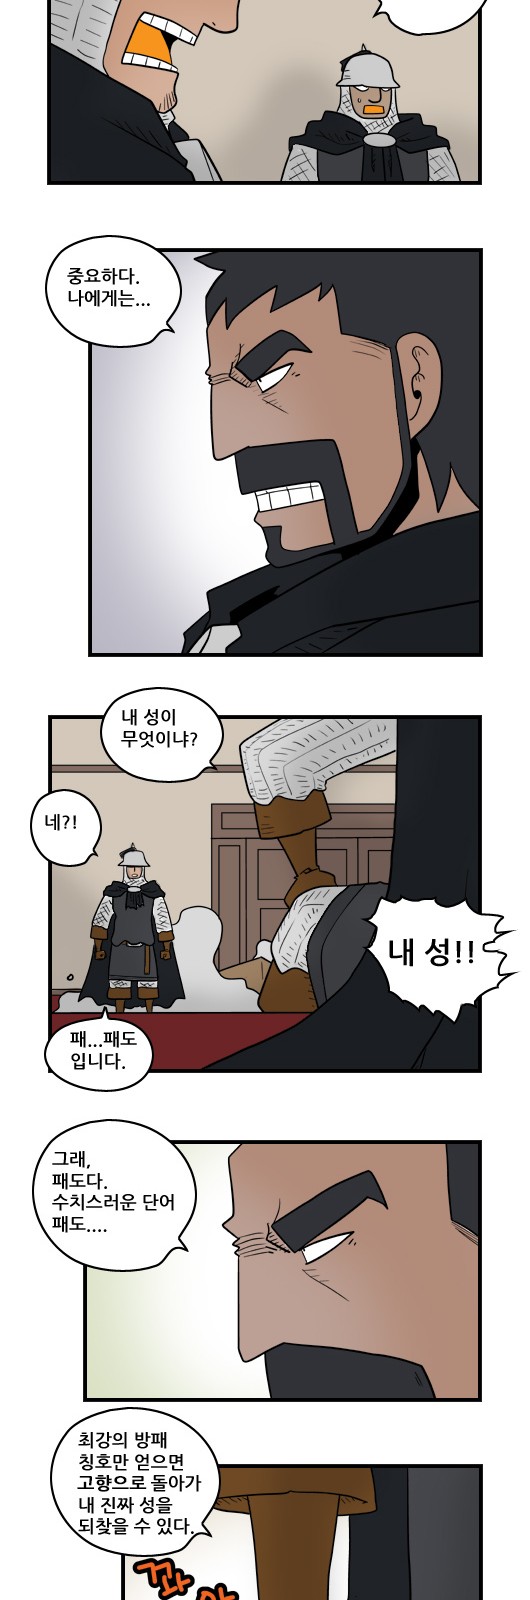 중요하다.
나에게는...
내 성이
무엇이냐?
네?!
내 성!!
패...패도
입니다.
그래,
패도다.
수치스러운 단어
패도....
최강의 방패
칭호만 얻으면
고향으로 돌아가
내 진짜 성을
되찾을 수 있다.